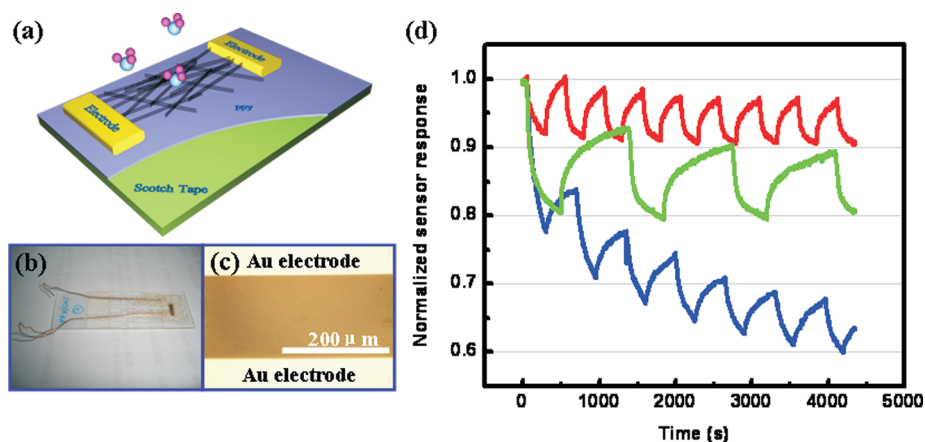 (a)
Electrode
Electrode
ppy
Scotch Tape
(b)
(c)
Au electrode
200 μm
Au electrode
(d)
Normalized sensor response
1.0
0.9
0.8
0.7
0.6
0
1000
2000
3000
4000
5000
Time (s)